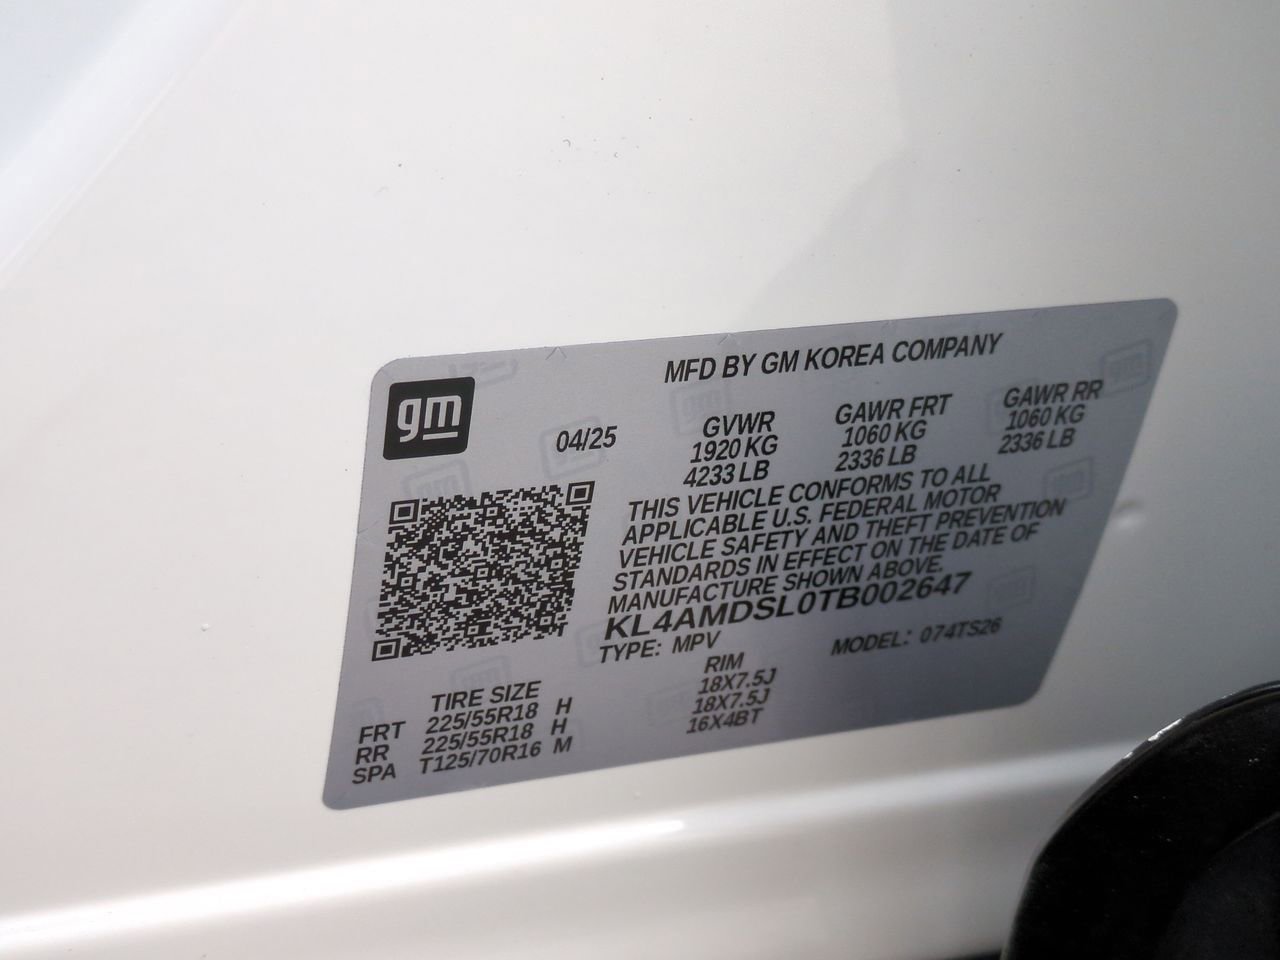 gm
MFD BY GM KOREA COMPANY
04/25
GVWR GAWR FRT GAWR RR
1920 KG 1060 KG 1060 KG
4233 LB 2336 LB 2336 LB
THIS VEHICLE CONFORMS TO ALL
APPLICABLE U.S. FEDERAL MOTOR
VEHICLE SAFETY AND THEFT PREVENTION
STANDARDS IN EFFECT ON THE DATE OF
MANUFACTURE SHOWN ABOVE.
KL4AMDSL0TB002647
TYPE: MPV MODEL: 074TS26
TIRE SIZE RIM
FRT 225/55R18 H 18X7.5J
RR 225/55R18 H 18X7.5J
SPA T125/70R16 M 16X4BT